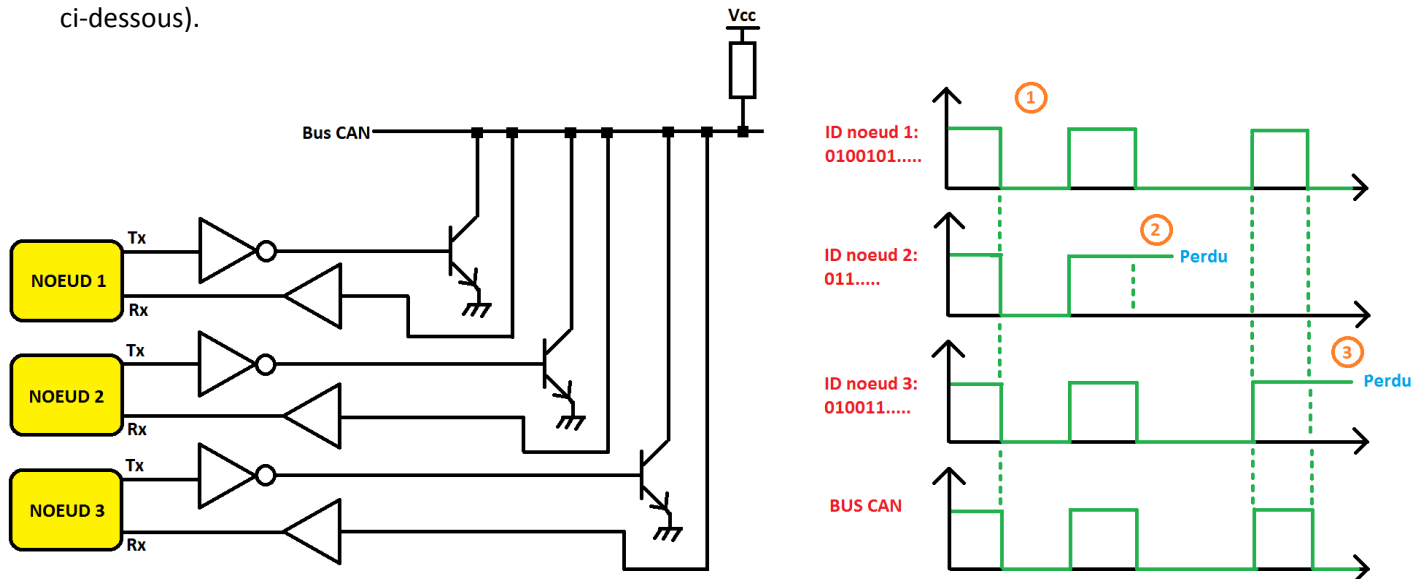 ci-dessous).
Vcc
Bus CAN
Tx
NOEUD 1
Rx
Tx
NOEUD 2
Rx
Tx
NOEUD 3
Rx
1
ID noeud 1:
0100101.....
2
ID noeud 2:
011.....
Perdu
3
ID noeud 3:
010011.....
Perdu
BUS CAN